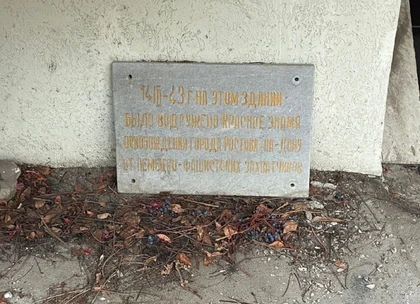 14 II-43 Г НА ЭТОМ ЗДАНИИ
БЫЛО ВОДРУЖЕНО КРАСНОЕ ЗНАМЯ
ОСВОБОЖДЕНИЯ ГОРОДА РОСТОВА-НА-ДОНУ
ОТ НЕМЕЦКО-ФАШИСТСКИХ ЗАХВАТЧИКОВ